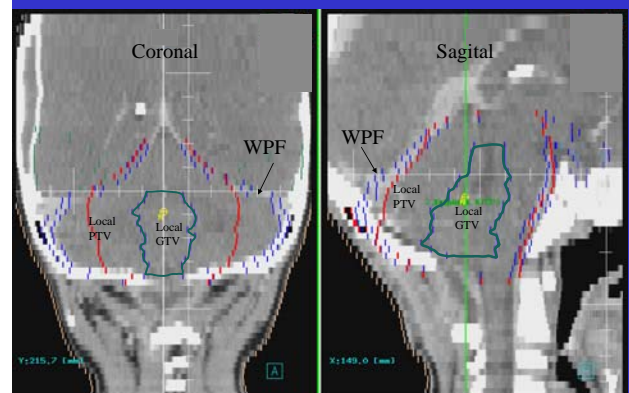 Coronal
WPF
Local
PTV
Local
GTV
Y:215.7 [mm]
A
Sagital
WPF
Local
PTV
Local
GTV
X:149.0 [mm]